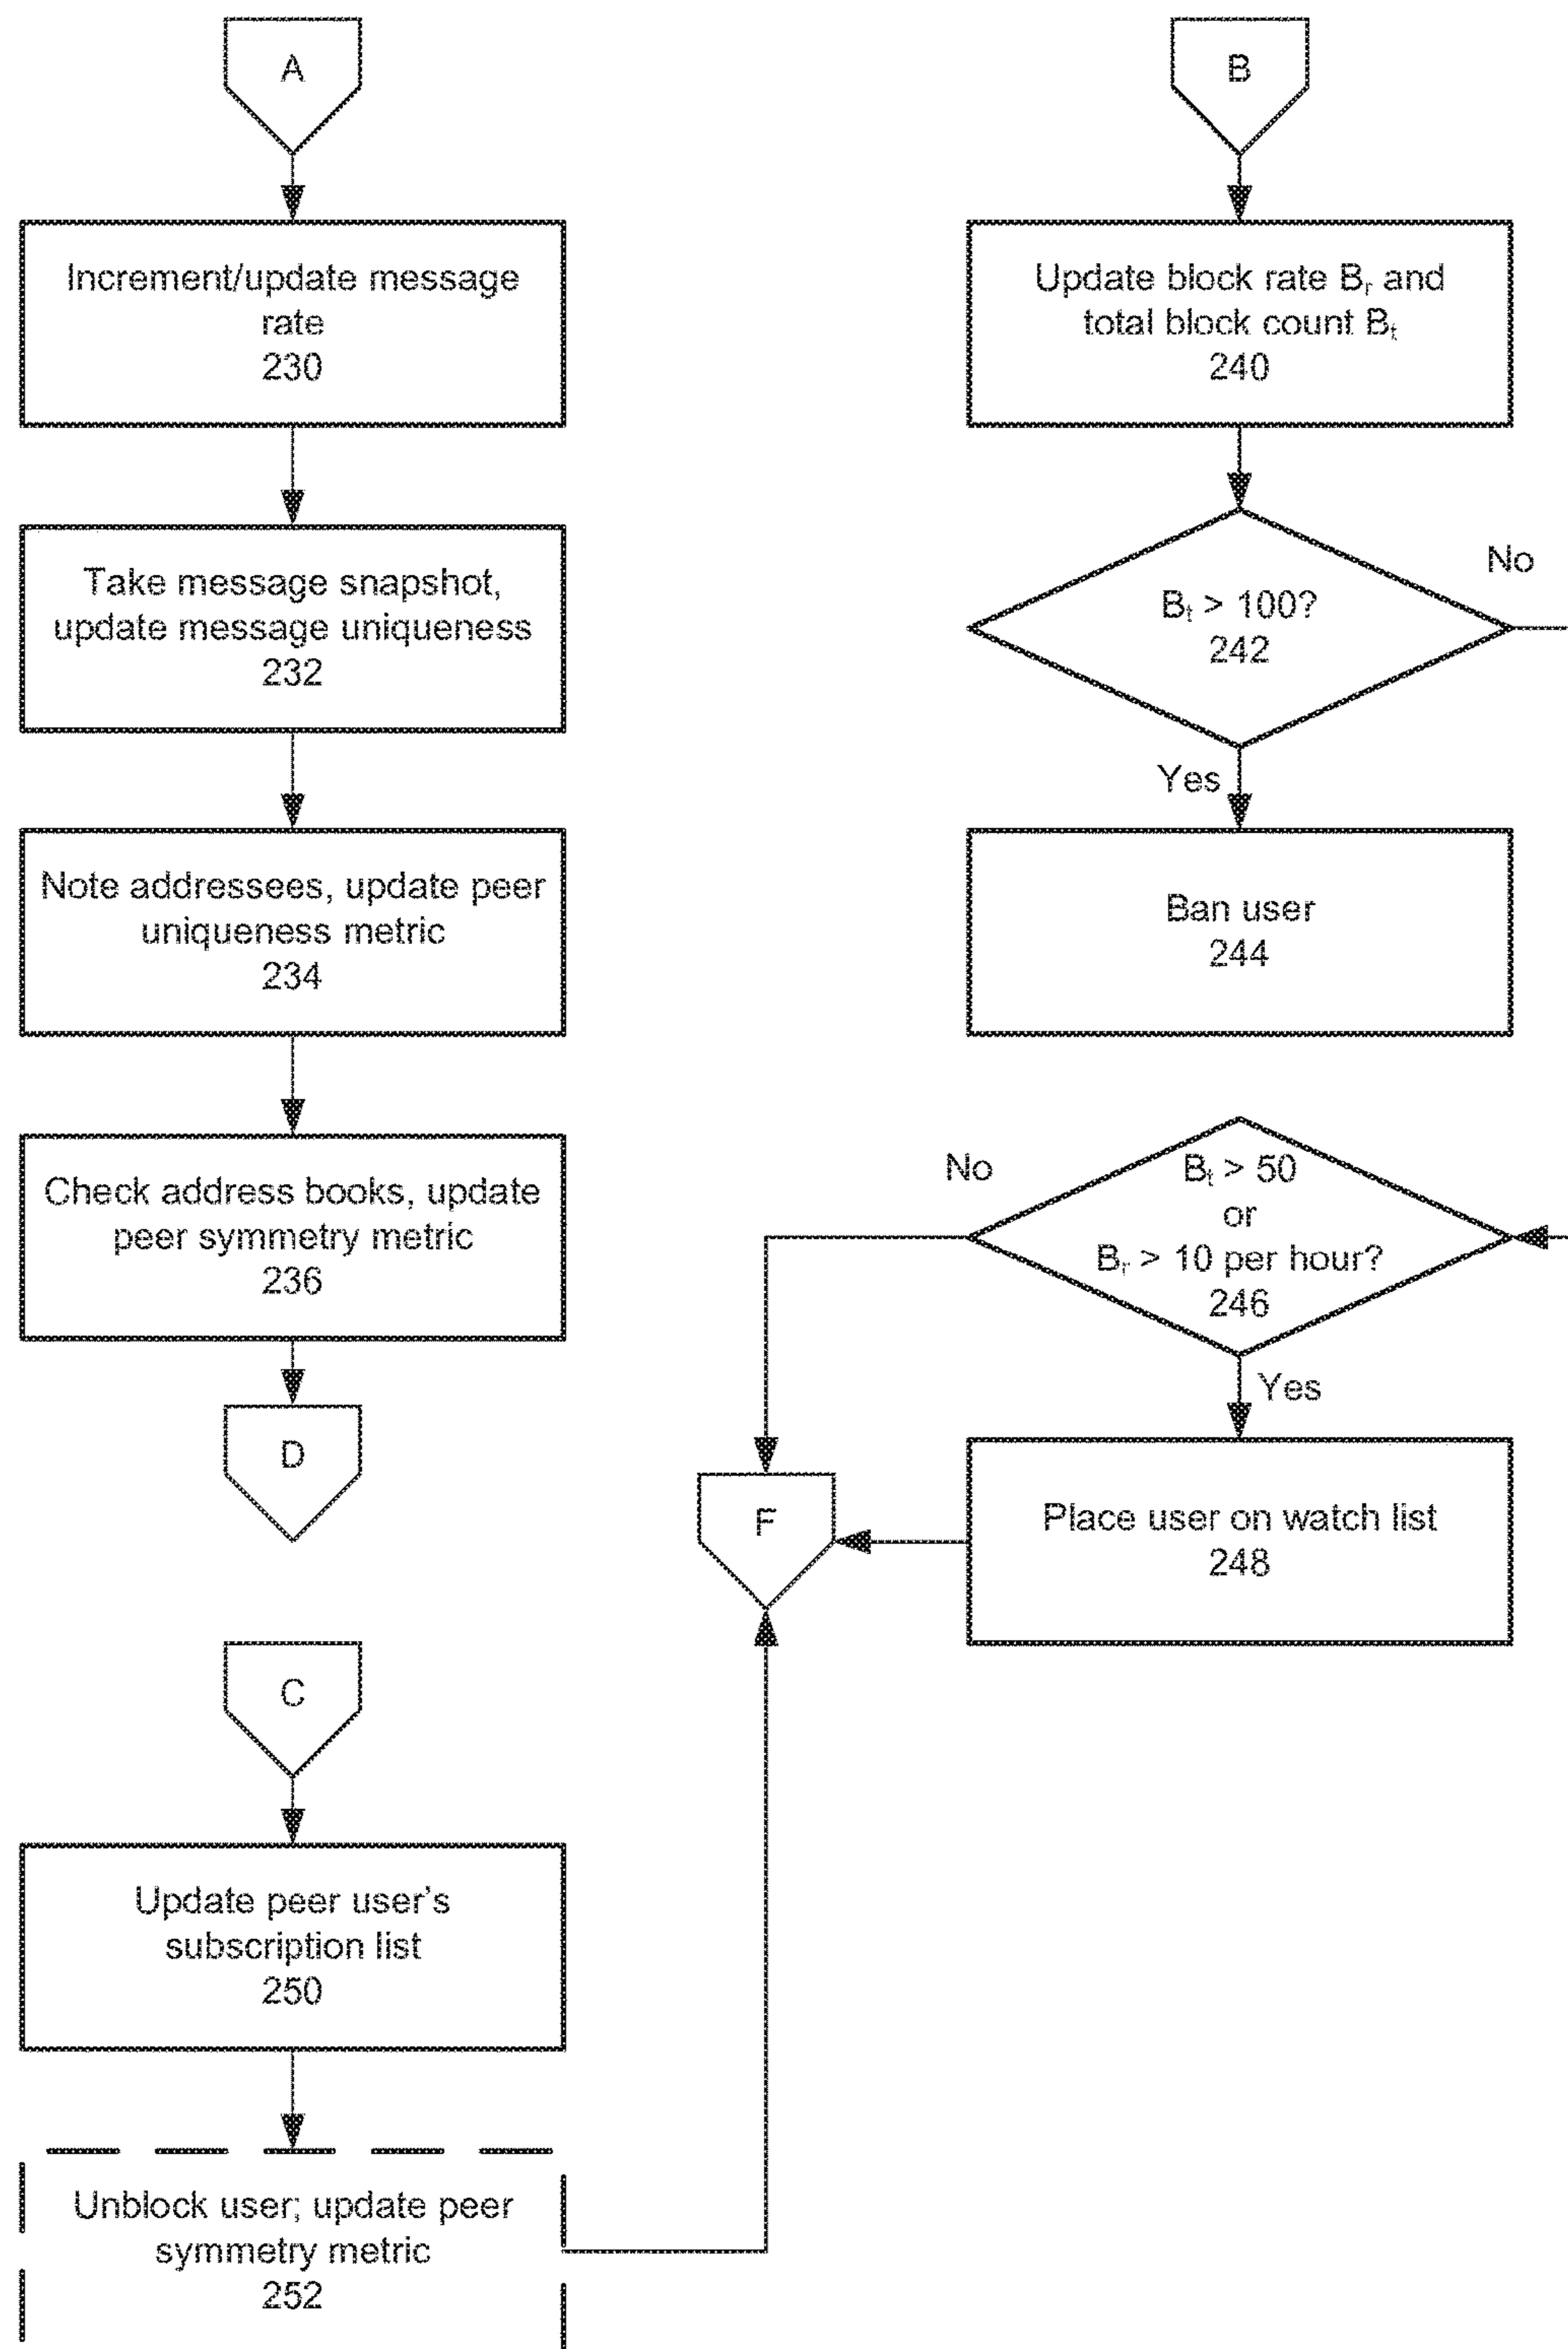 A
Increment/update message
rate
230
Take message snapshot,
update message uniqueness
232
Note addressees, update peer
uniqueness metric
234
Check address books, update
peer symmetry metric
236
D
C
Update peer user's
subscription list
250
Unblock user; update peer
symmetry metric
252
B
Update block rate Br and
total block count Bt
240
Bt > 100?
242
No
Yes
Ban user
244
Bt > 50
or
Br > 10 per hour?
246
No
Yes
Place user on watch list
248
F